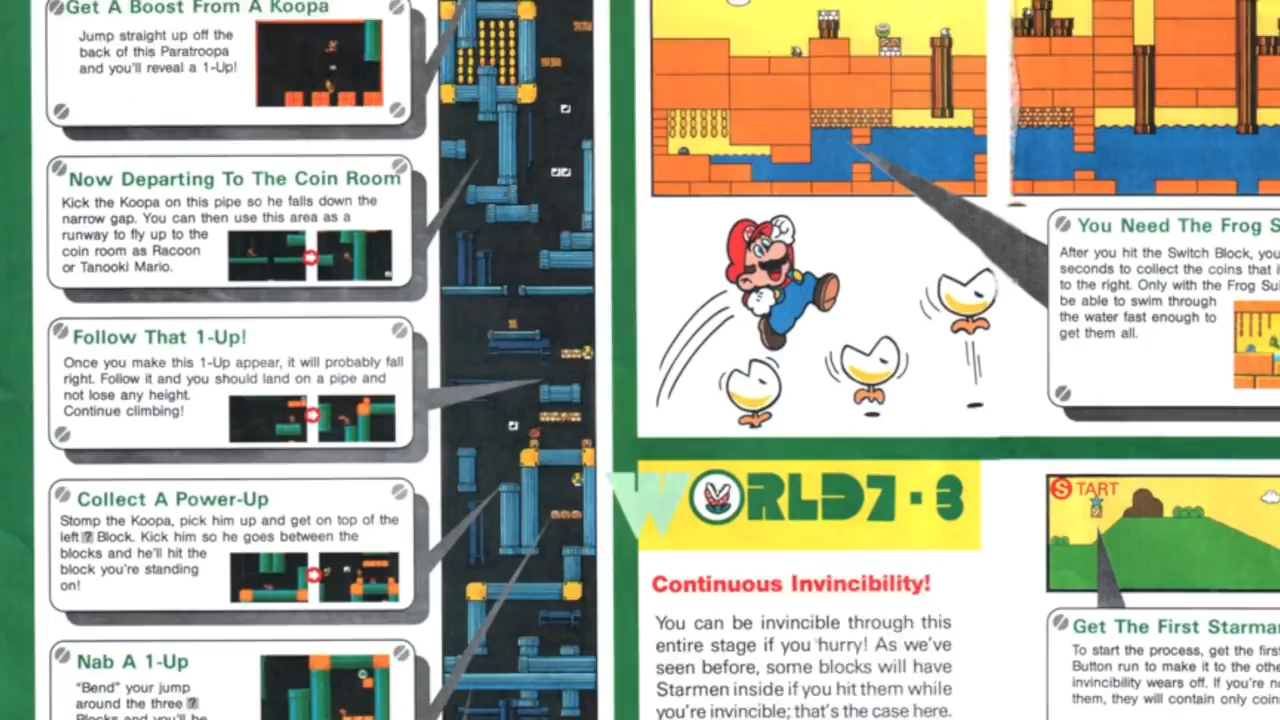 Get A Boost From A Koopa
Jump straight up off the
back of this Paratroopa
and you'll reveal a 1-Up!
Now Departing To The Coin Room
Kick the Koopa on this pipe so he falls down the
narrow gap. You can then use this area as a
runway to fly up to the
coin room as Racoon
or Tanooki Mario.
Follow That 1-Up!
Once you make this 1-Up appear, it will probably fall
right. Follow it and you should land on a pipe and
not lose any height.
Continue climbing!
Collect A Power-Up
Stomp the Koopa, pick him up and get on top of the
left ? Block. Kick him so he goes between the
blocks and he'll hit the
block you're standing
on!
Nab A 1-Up
"Bend" your jump
around the three ?
Blocks and you'll be
You Need The Frog S
After you hit the Switch Block, you
seconds to collect the coins that
to the right. Only with the Frog Su
be able to swim through
the water fast enough to
get them all.
WORLD 7-3
Continuous Invincibility!
You can be invincible through this
entire stage if you hurry! As we've
seen before, some blocks will have
Starmen inside if you hit them while
you're invincible; that's the case here.
START
Get The First Starma
To start the process, get the first
Button run to make it to the othe
invincibility wears off. If you're no
them, they will contain only coin